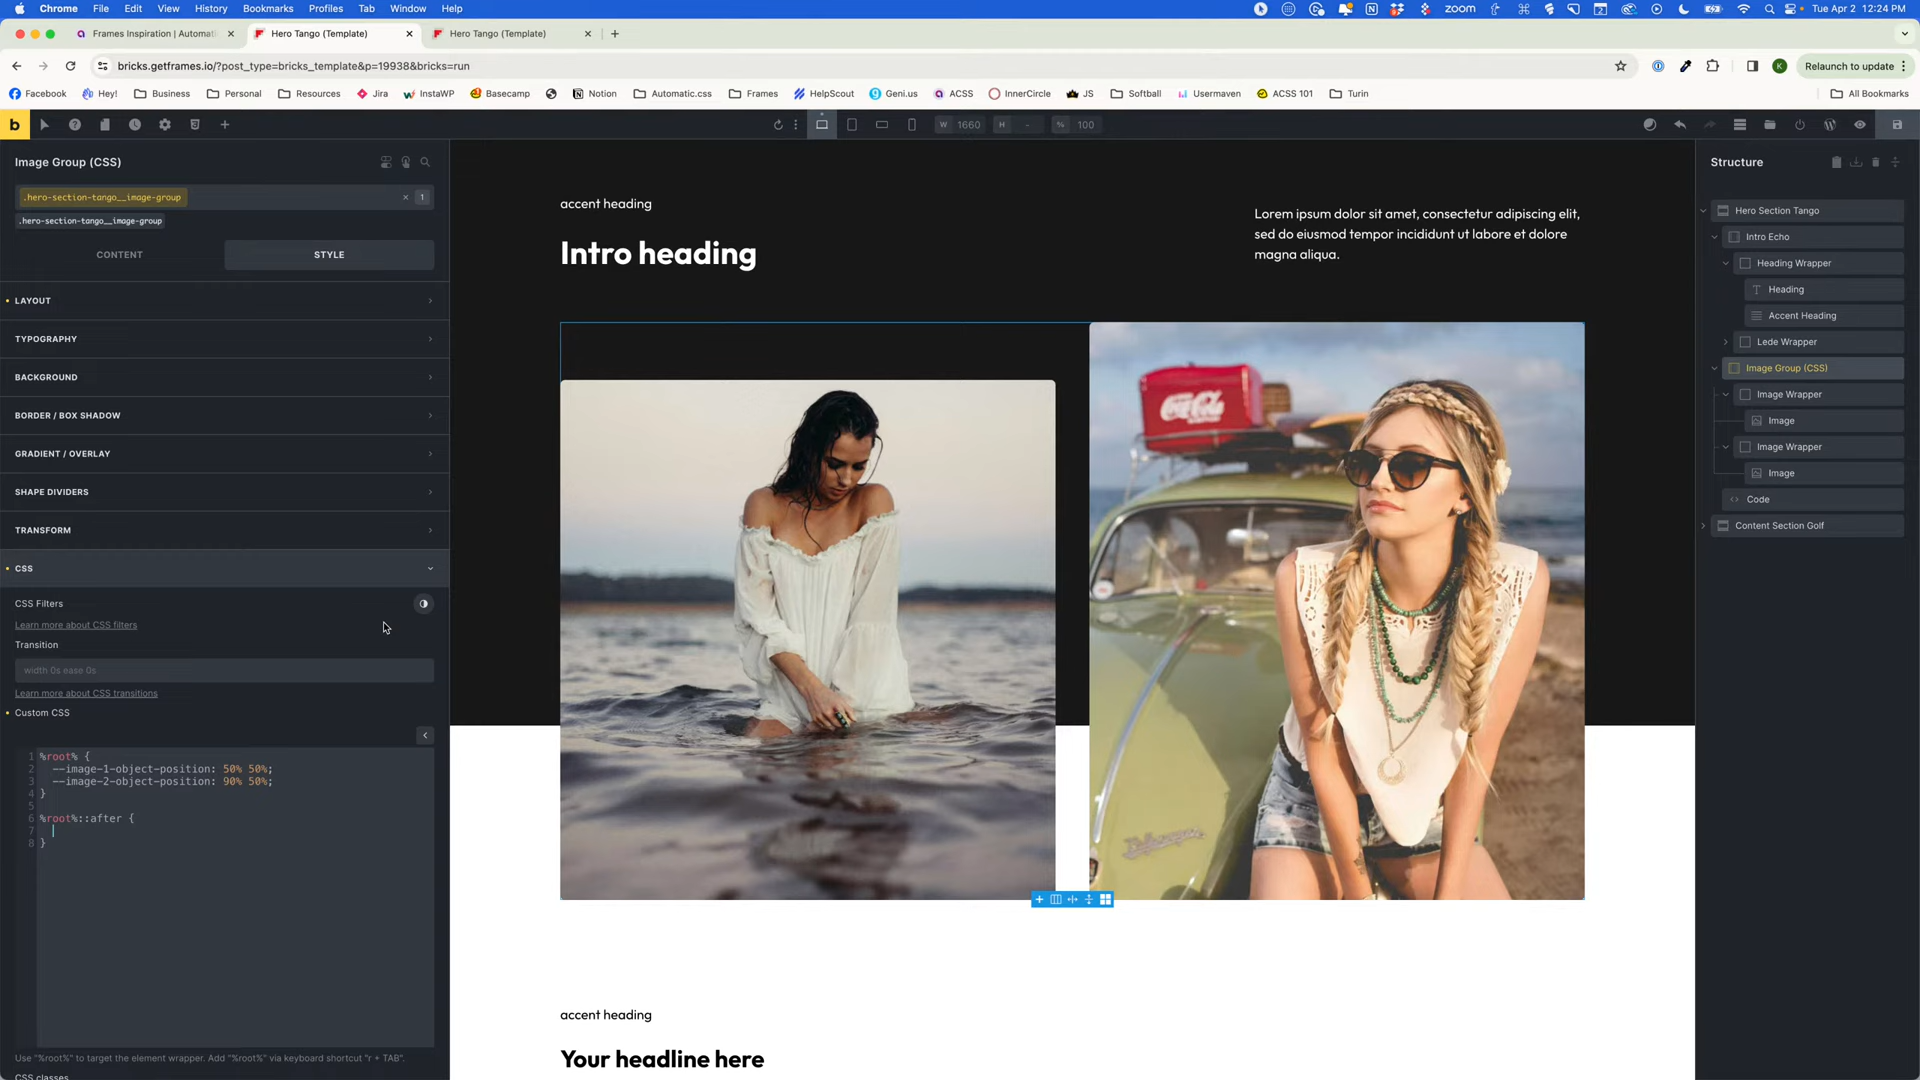 Chrome File Edit View History Bookmarks Profiles Tab Window Help zoom Tue Apr 2 12:24 PM
Frames Inspiration | Automati Hero Tango (Template) Hero Tango (Template)
bricks.getframes.io/?post_type=bricks_template&p=19938&bricks=run K Relaunch to update
Facebook Hey! Business Personal Resources Jira InstaWP Basecamp Notion Automatic.css Frames HelpScout Geni.us ACSS InnerCircle JS Softball Usermaven ACSS 101 Turin All Bookmarks
b W 1660 H - % 100
Image Group (CSS)
.hero-section-tango__image-group × 1
.hero-section-tango__image-group
CONTENT STYLE
LAYOUT
TYPOGRAPHY
BACKGROUND
BORDER / BOX SHADOW
GRADIENT / OVERLAY
SHAPE DIVIDERS
TRANSFORM
CSS
CSS Filters
Learn more about CSS filters
Transition
width 0s ease 0s
Learn more about CSS transitions
Custom CSS
1 %root% {
2 --image-1-object-position: 50% 50%;
3 --image-2-object-position: 90% 50%;
4 }
5
6 %root%::after {
7
8 }
Use "%root%" to target the element wrapper. Add "%root%" via keyboard shortcut "r + TAB".
CSS classes
accent heading
Intro heading
Lorem ipsum dolor sit amet, consectetur adipiscing elit,
sed do eiusmod tempor incididunt ut labore et dolore
magna aliqua.
Coca-Cola
Volkswagen
accent heading
Your headline here
Structure
Hero Section Tango
Intro Echo
Heading Wrapper
Heading
Accent Heading
Lede Wrapper
Image Group (CSS)
Image Wrapper
Image
Image Wrapper
Image
Code
Content Section Golf